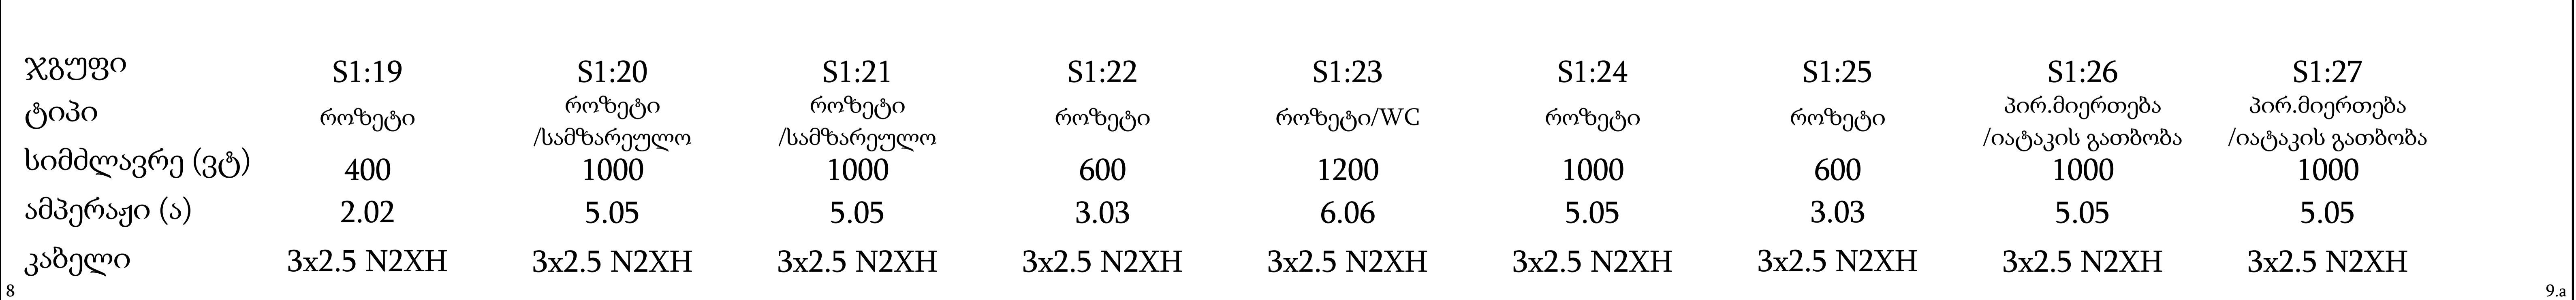 ჯგუფი S1:19 S1:20 S1:21 S1:22 S1:23 S1:24 S1:25 S1:26 S1:27
ტიპი როზეტი როზეტი /სამზარეულო როზეტი /სამზარეულო როზეტი როზეტი/WC როზეტი როზეტი პირ.მიერთება /იატაკის გათბობა პირ.მიერთება /იატაკის გათბობა
სიმძლავრე (ვტ) 400 1000 1000 600 1200 1000 600 1000 1000
ამპერაჟი (ა) 2.02 5.05 5.05 3.03 6.06 5.05 3.03 5.05 5.05
კაბელი 3x2.5 N2XH 3x2.5 N2XH 3x2.5 N2XH 3x2.5 N2XH 3x2.5 N2XH 3x2.5 N2XH 3x2.5 N2XH 3x2.5 N2XH 3x2.5 N2XH
8 9.a